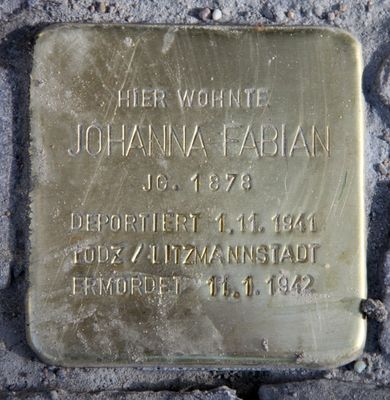 HIER WOHNTE
JOHANNA FABIAN
JG. 1878
DEPORTIERT 1.11.1941
LODZ / LITZMANNSTADT
ERMORDET 11.1.1942